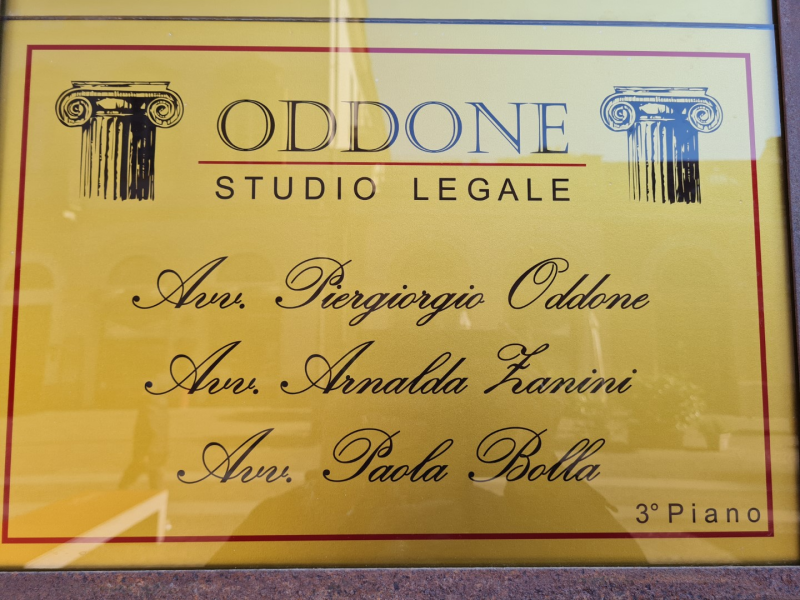 ODDONE
STUDIO LEGALE
Avv. Piergiorgio Oddone
Avv. Arnalda Zanini
Avv. Paola Bolla
3° Piano